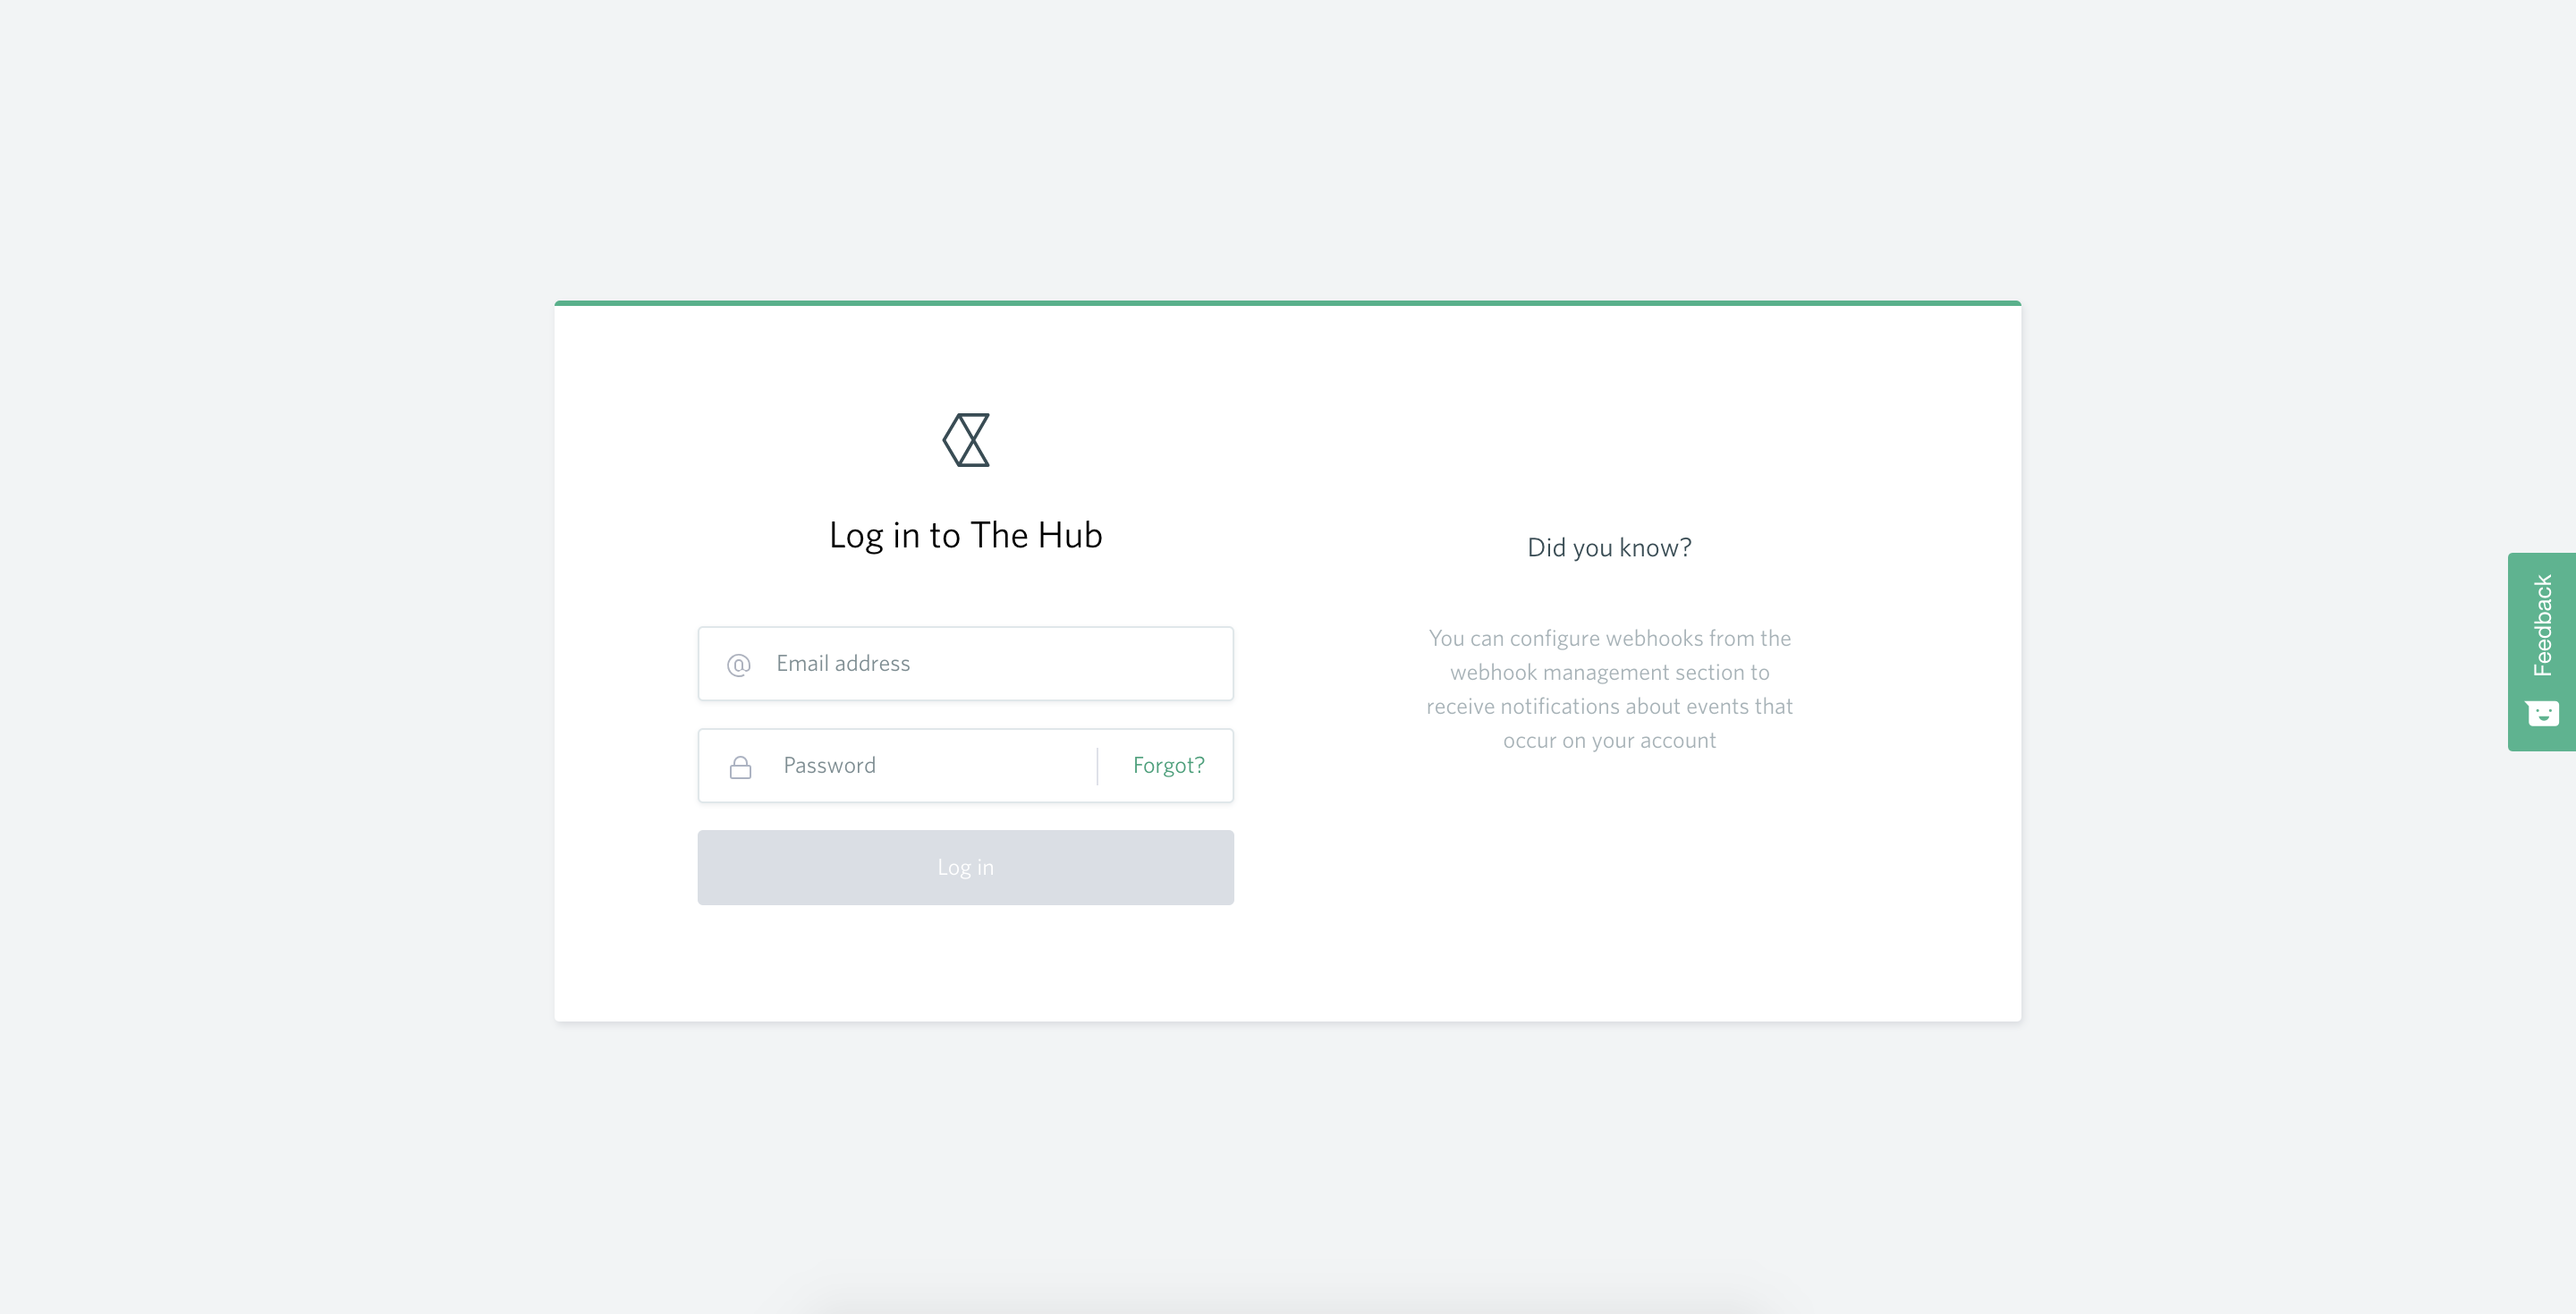 Log in to The Hub
@ Email address
Password
Forgot?
Log in
Did you know?
You can configure webhooks from the
webhook management section to
receive notifications about events that
occur on your account
Feedback